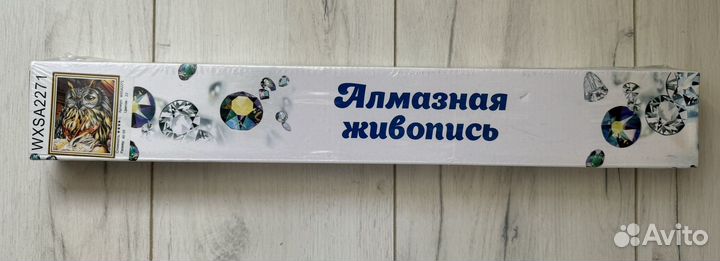 WXSA2271
Алмазная
живопись
Avito